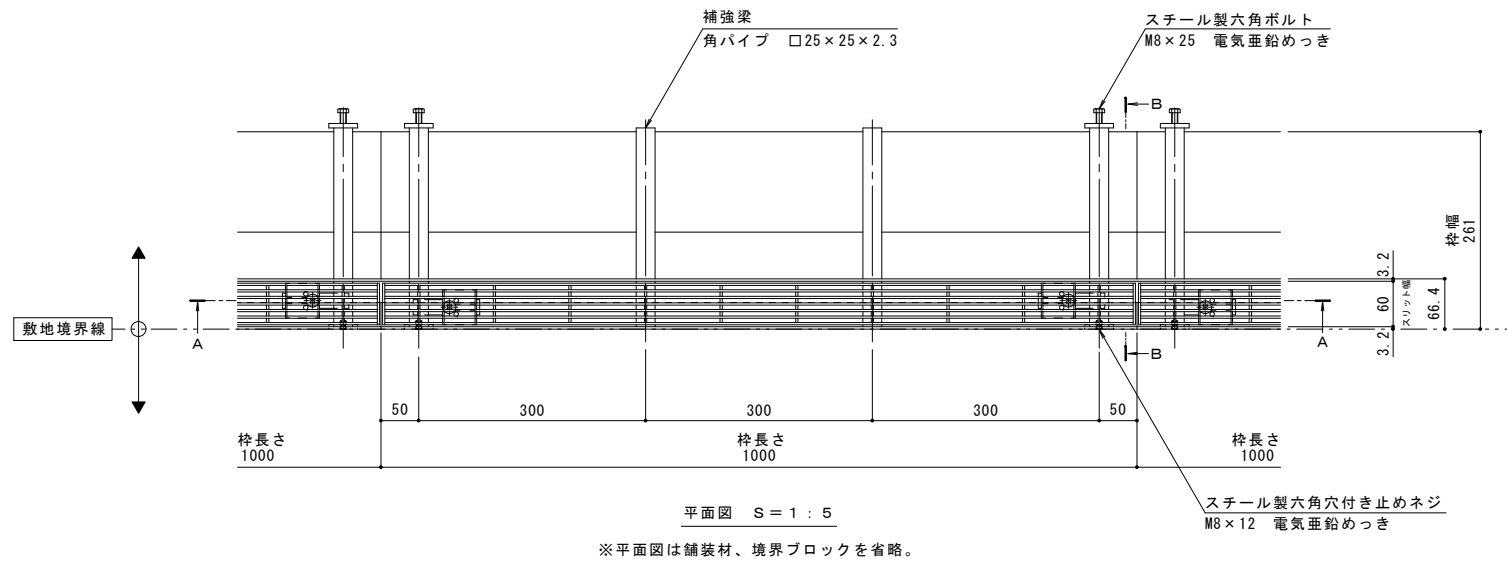 補強梁
角パイプ　□25×25×2.3
スチール製六角ボルト
M8×25　電気亜鉛めっき
B
枠幅
261
3.2
60
スリット幅
66.4
3.2
敷地境界線
A
A
B
50
300
300
300
50
枠長さ
1000
枠長さ
1000
枠長さ
1000
スチール製六角穴付き止めネジ
M8×12　電気亜鉛めっき
平面図　S＝1：5
※平面図は舗装材、境界ブロックを省略。